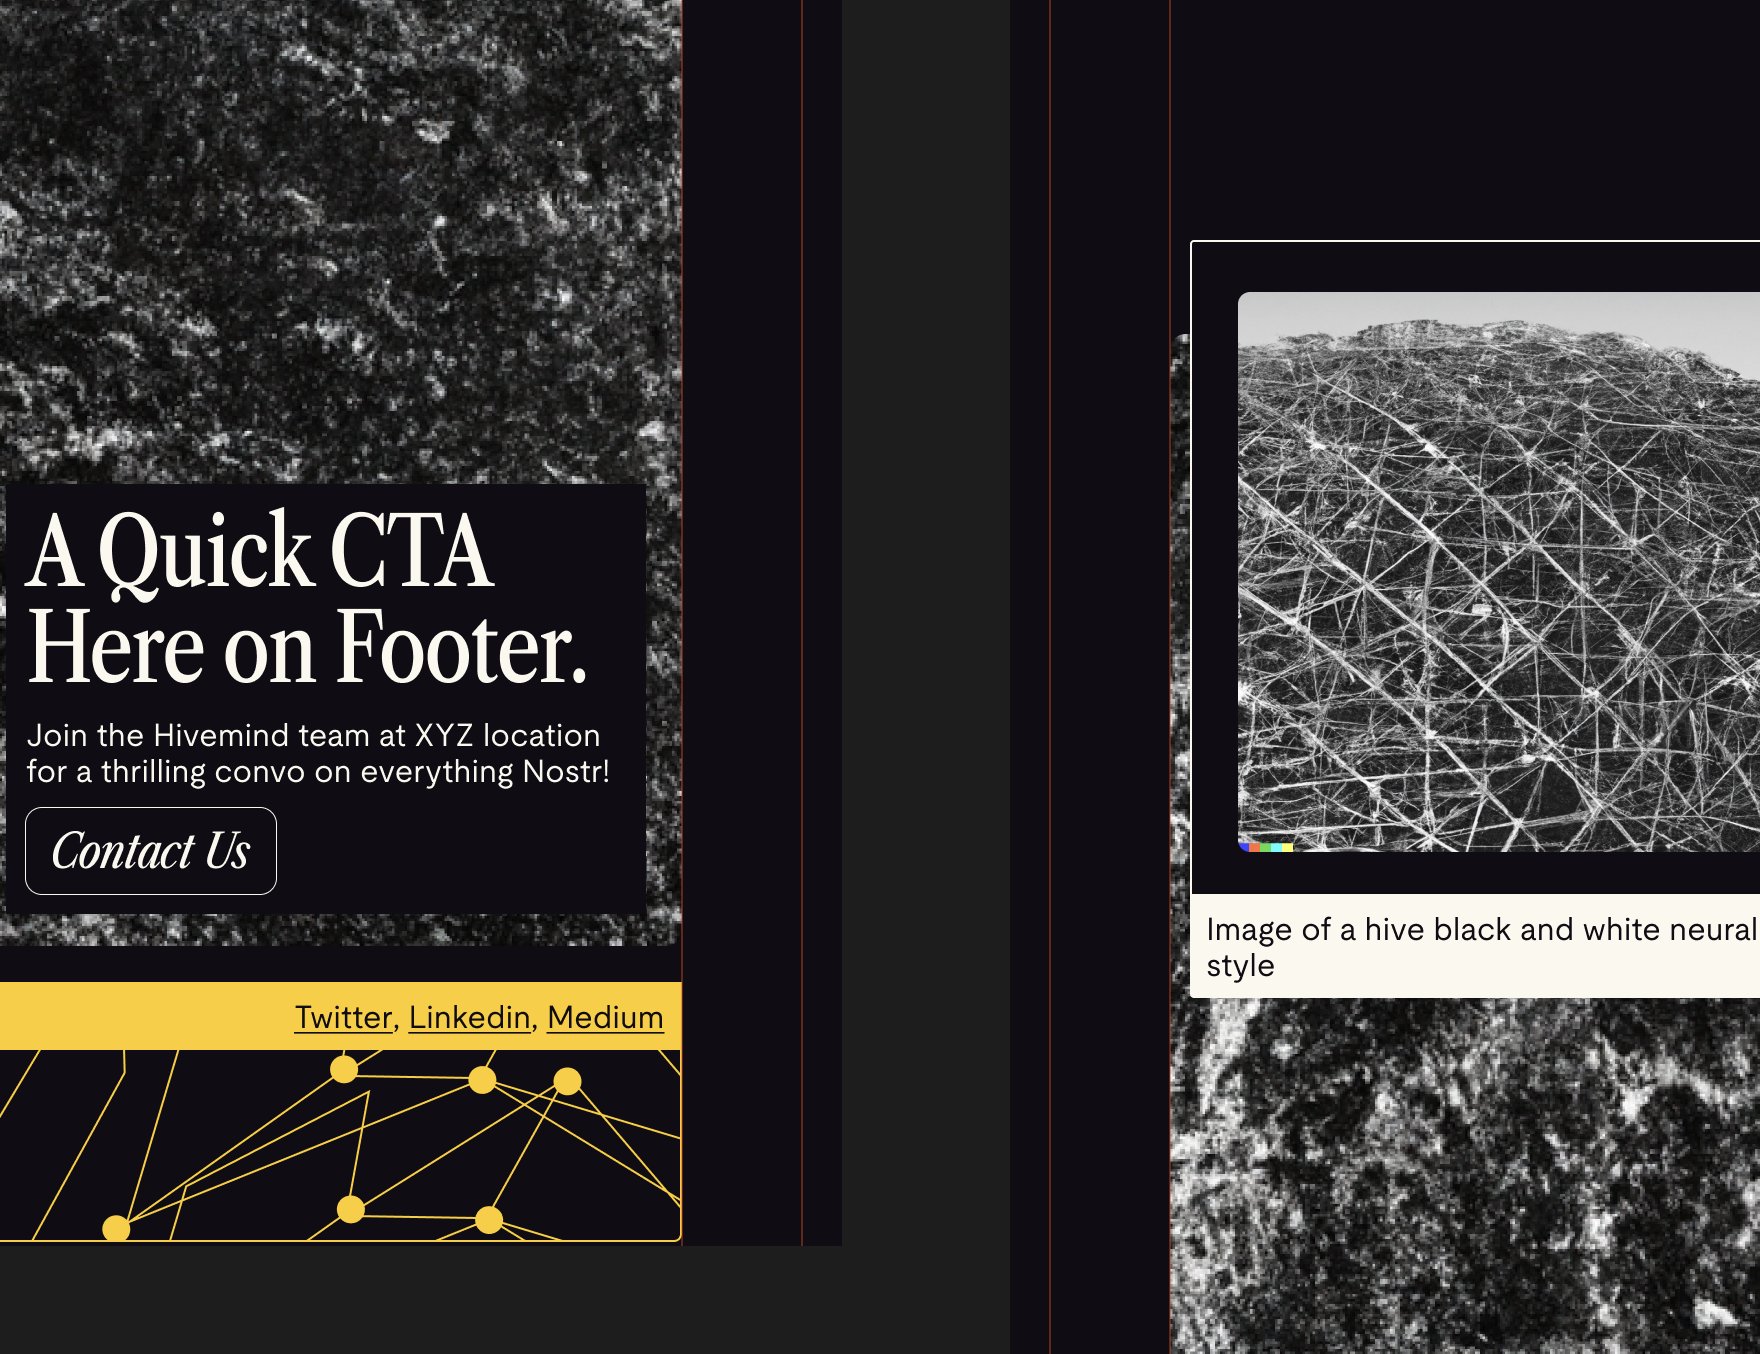 A Quick CTA
Here on Footer.
Join the Hivemind team at XYZ location
for a thrilling convo on everything Nostr!
Contact Us
Twitter, Linkedin, Medium
Image of a hive black and white neural
style